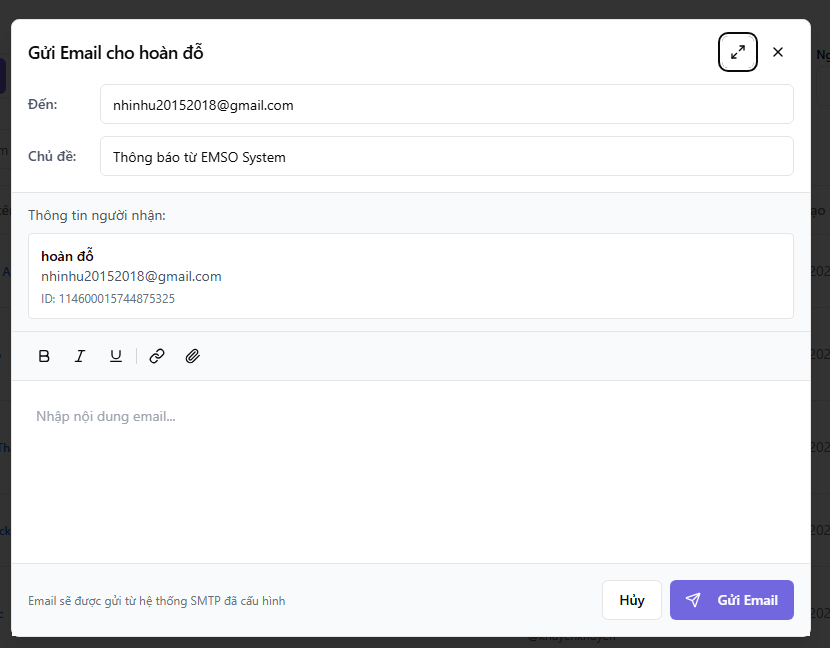 Gửi Email cho hoàn đỗ
Đến:
nhinhu20152018@gmail.com
Chủ đề:
Thông báo từ EMSO System
Thông tin người nhận:
hoàn đỗ
nhinhu20152018@gmail.com
ID: 114600015744875325
B I U
Nhập nội dung email...
Email sẽ được gửi từ hệ thống SMTP đã cấu hình
Hủy
Gửi Email